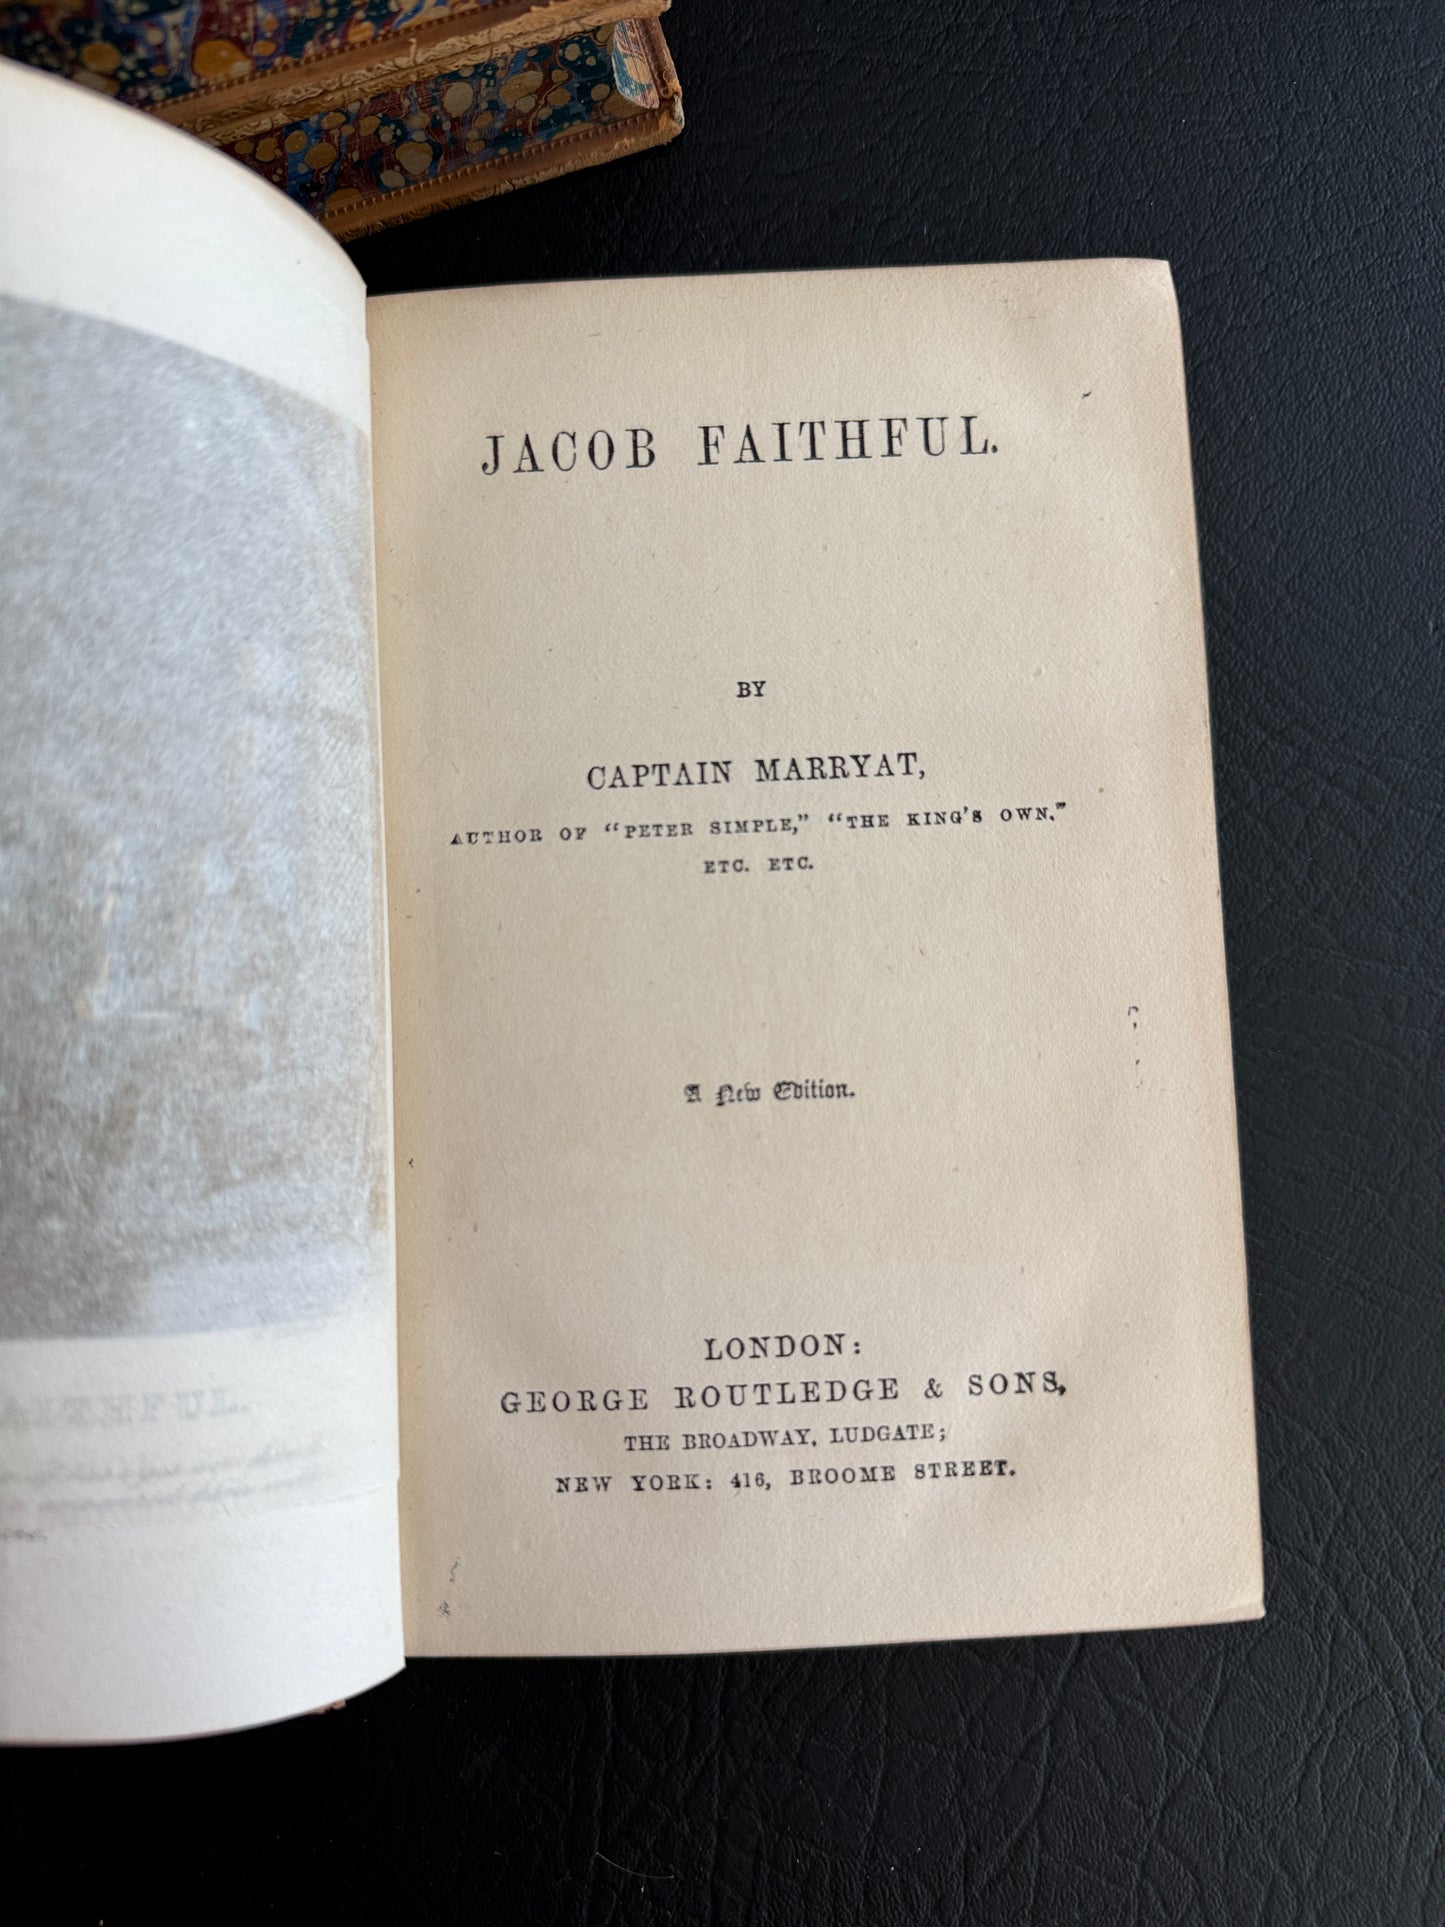 JACOB FAITHFUL.
BY
CAPTAIN MARRYAT,
AUTHOR OF "PETER SIMPLE," "THE KING'S OWN,"
ETC. ETC.
A New Edition.
LONDON:
GEORGE ROUTLEDGE & SONS,
THE BROADWAY, LUDGATE;
NEW YORK: 416, BROOME STREET.